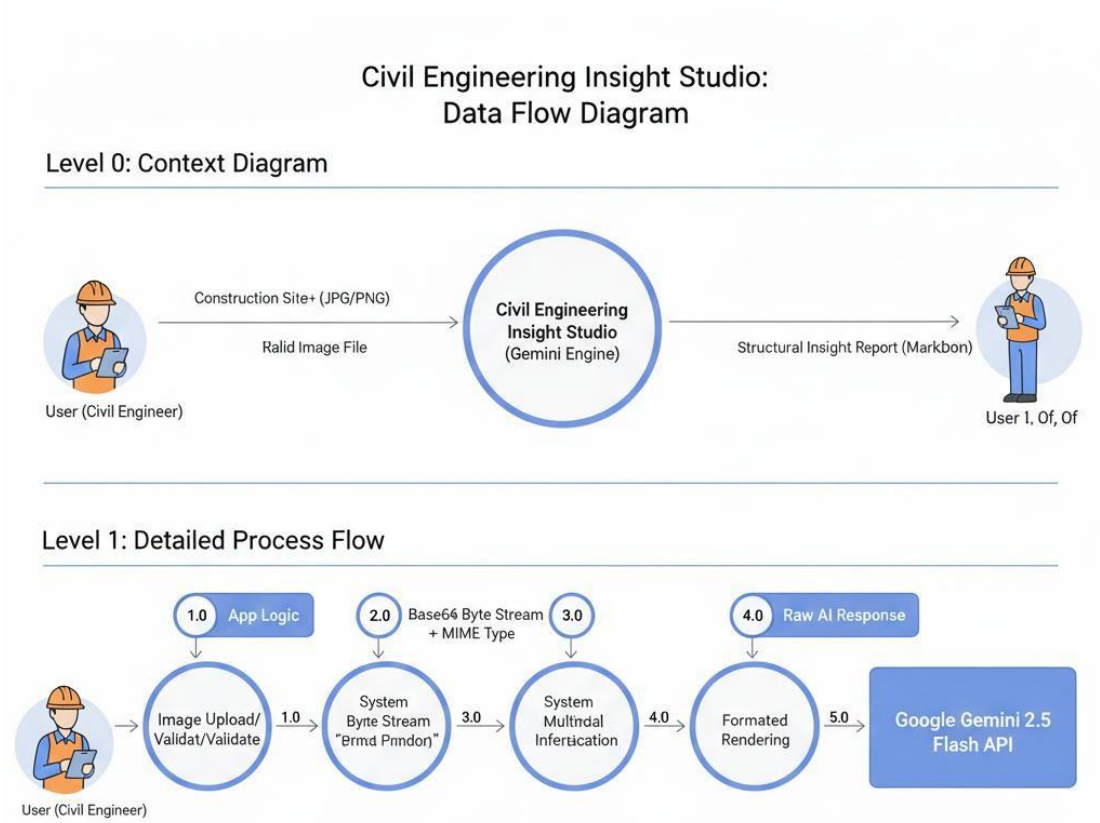 Civil Engineering Insight Studio:
Data Flow Diagram
Level 0: Context Diagram
Construction Site+ (JPG/PNG)
Ralid Image File
User (Civil Engineer)
Civil Engineering
Insight Studio
(Gemini Engine)
Structural Insight Report (Markbon)
User 1, Of, Of
Level 1: Detailed Process Flow
1.0 App Logic
2.0
Base64 Byte Stream
+ MIME Type
3.0
4.0 Raw AI Response
User (Civil Engineer)
Image Upload/
Validat/Validate
1.0
System
Byte Stream
3.0
System
4.0
Formated
Rendering
5.0
Google Gemini 2.5
Flash API